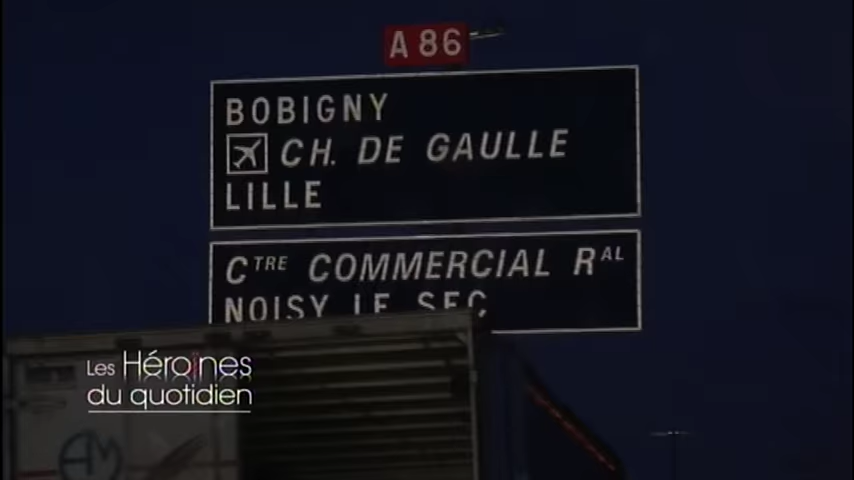 A 86
BOBIGNY
CH. DE GAULLE
LILLE
CTRE COMMERCIAL RAL
NOISY LE SEC
Les Héroïnes
du quotidien